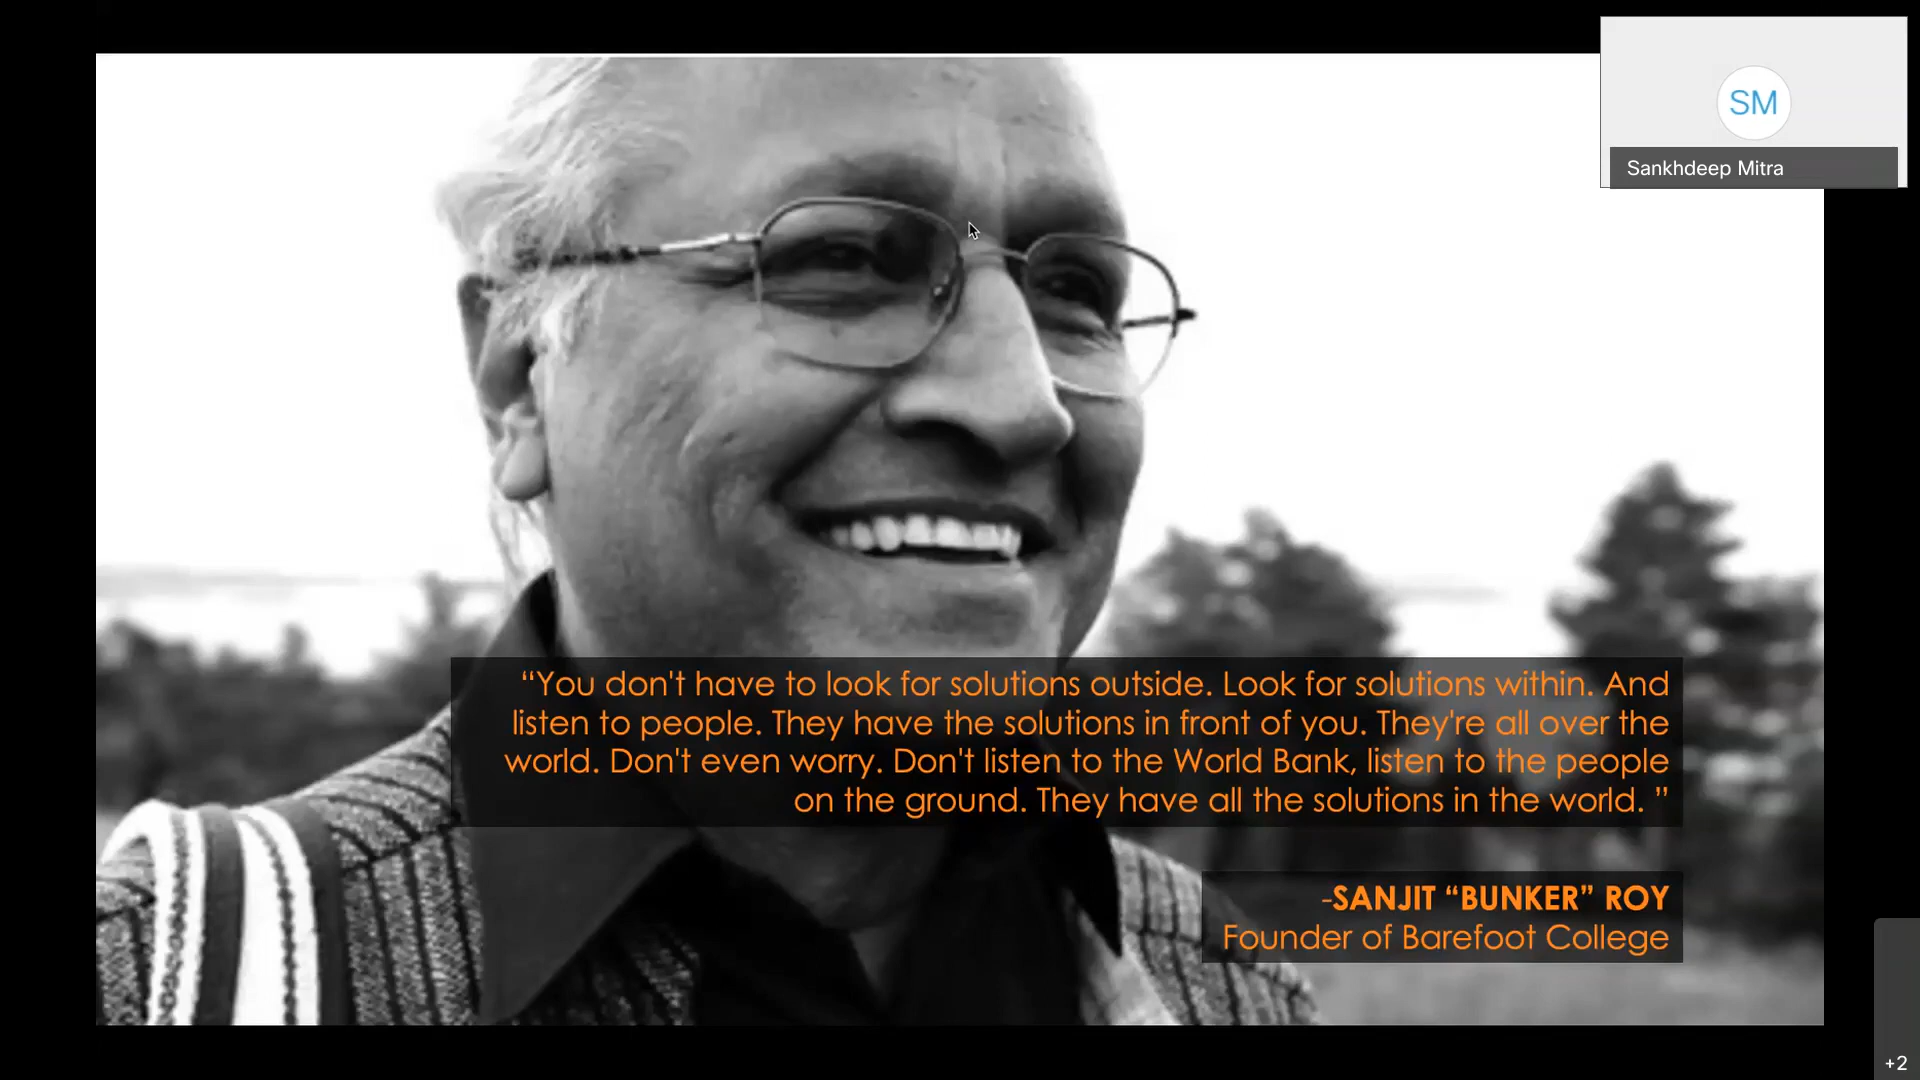 SM
Sankhdeep Mitra
“You don't have to look for solutions outside. Look for solutions within. And
listen to people. They have the solutions in front of you. They're all over the
world. Don't even worry. Don't listen to the World Bank, listen to the people
on the ground. They have all the solutions in the world. ”
-SANJIT “BUNKER” ROY
Founder of Barefoot College
+2